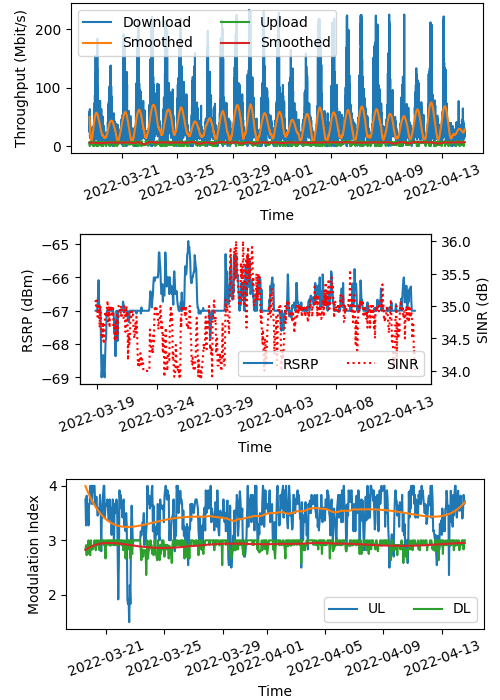 Throughput (Mbit/s)
200
100
0
Download
Upload
Smoothed
Smoothed
2022-03-21
2022-03-25
2022-03-29
2022-04-01
2022-04-05
2022-04-09
2022-04-13
Time
RSRP (dBm)
−65
−66
−67
−68
−69
SINR (dB)
36.0
35.5
35.0
34.5
34.0
RSRP
SINR
2022-03-19
2022-03-24
2022-03-29
2022-04-03
2022-04-08
2022-04-13
Time
Modulation Index
4
3
2
UL
DL
2022-03-21
2022-03-25
2022-03-29
2022-04-01
2022-04-05
2022-04-09
2022-04-13
Time